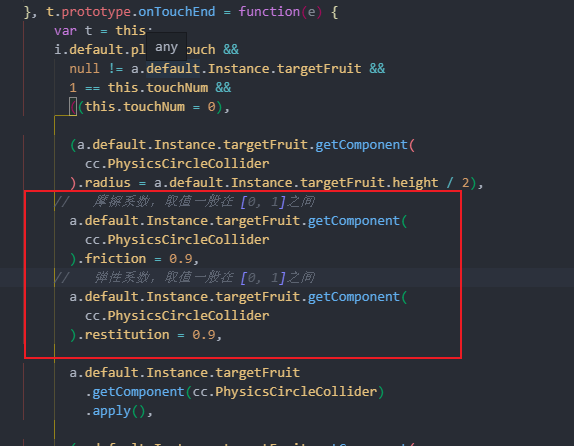 }, t.prototype.onTouchEnd = function(e) {
var t = this;
any
i.default.pl touch &&
null != a.default.Instance.targetFruit &&
1 == this.touchNum &&
((this.touchNum = 0),
(a.default.Instance.targetFruit.getComponent(
cc.PhysicsCircleCollider
).radius = a.default.Instance.targetFruit.height / 2),
// 摩檫系数，取值一般在 [0, 1]之间
a.default.Instance.targetFruit.getComponent(
cc.PhysicsCircleCollider
).friction = 0.9,
// 弹性系数，取值一般在 [0, 1]之间
a.default.Instance.targetFruit.getComponent(
cc.PhysicsCircleCollider
).restitution = 0.9,
a.default.Instance.targetFruit
.getComponent(cc.PhysicsCircleCollider)
.apply(),